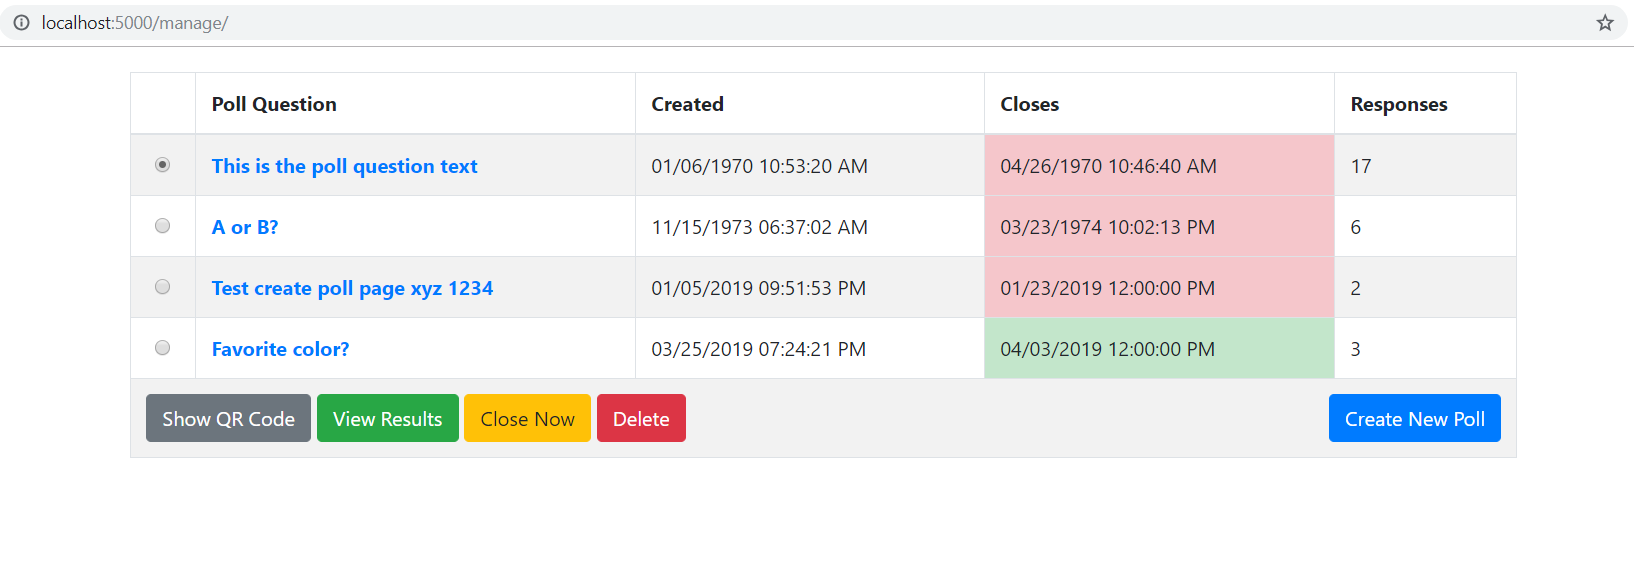 localhost:5000/manage/
Poll Question Created Closes Responses
This is the poll question text 01/06/1970 10:53:20 AM 04/26/1970 10:46:40 AM 17
A or B? 11/15/1973 06:37:02 AM 03/23/1974 10:02:13 PM 6
Test create poll page xyz 1234 01/05/2019 09:51:53 PM 01/23/2019 12:00:00 PM 2
Favorite color? 03/25/2019 07:24:21 PM 04/03/2019 12:00:00 PM 3
Show QR Code View Results Close Now Delete Create New Poll